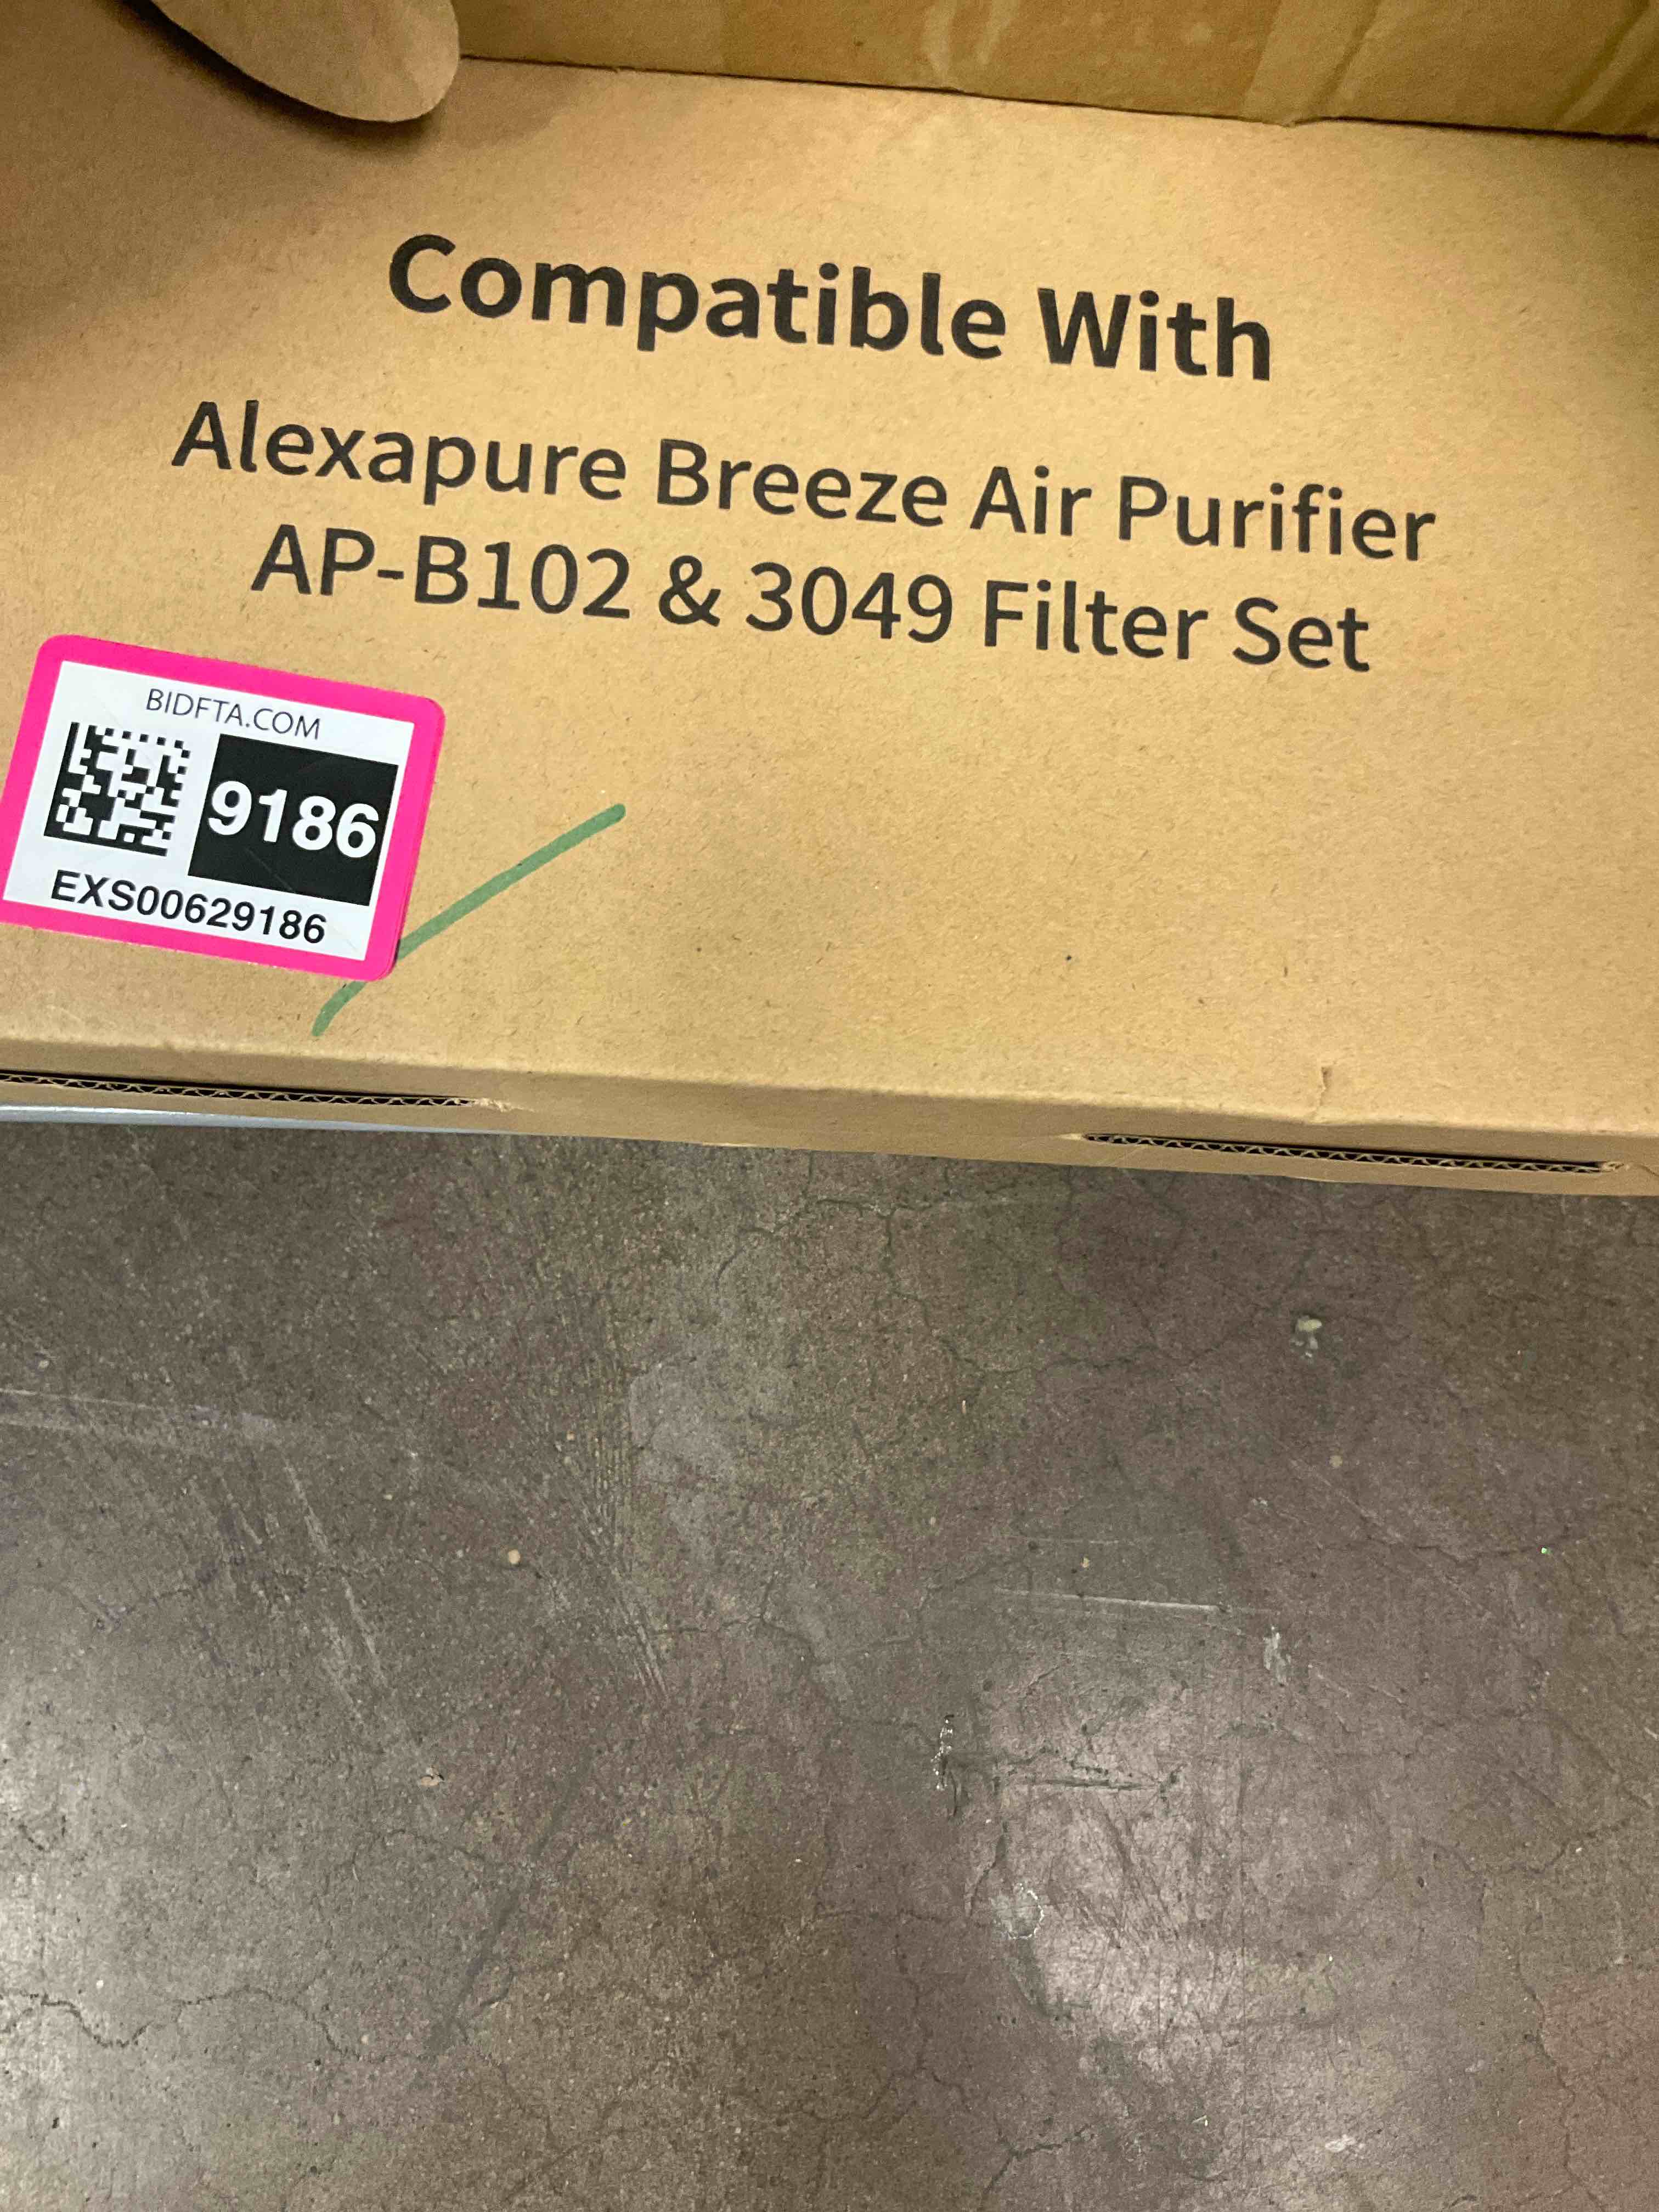 Compatible With
Alexapure Breeze Air Purifier
AP-B102 & 3049 Filter Set
BIDFTA.COM
9186
EXS00629186